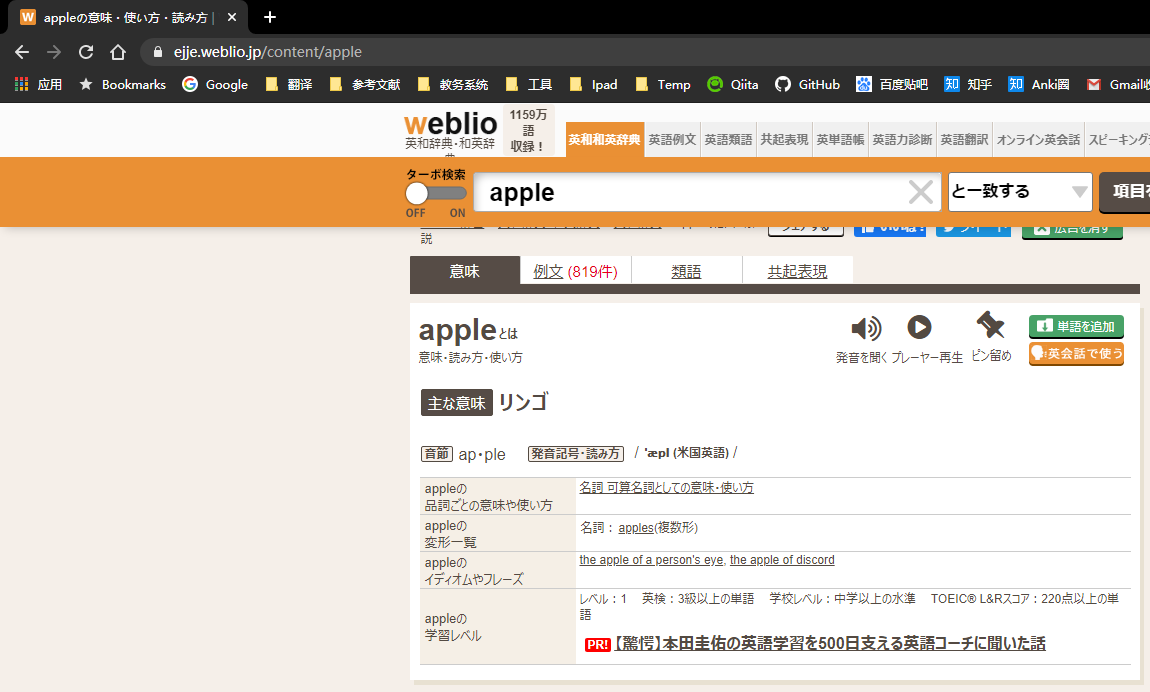 appleの意味・使い方・読み方 |
ejje.weblio.jp/content/apple
应用 Bookmarks Google 翻译 参考文献 教务系统 工具 Ipad Temp Qiita GitHub 百度贴吧 知乎 Anki圈
weblio
英和辞典・和英辞
1159万
語
収録！
英和和英辞典 英語例文 英語類語 共起表現 英単語帳 英語力診断 英語翻訳 オンライン英会話
ターボ検索
OFF ON
apple
と一致する
項目
説
意味 例文 (819件) 類語 共起表現
appleとは
意味・読み方・使い方
発音を聞く プレーヤー再生 ピン留め
単語を追加
英会話で使う
主な意味 リンゴ
音節 ap・ple 発音記号・読み方 / ˈæpl (米国英語) /
appleの
品詞ごとの意味や使い方
名詞 可算名詞としての意味・使い方
appleの
変形一覧
名詞： apples(複数形)
appleの
イディオムやフレーズ
the apple of a person's eye, the apple of discord
appleの
学習レベル
レベル：1 英検：3級以上の単語 学校レベル：中学以上の水準 TOEIC® L&Rスコア：220点以上の単
語
PR! 【驚愕】本田圭佑の英語学習を500日支える英語コーチに聞いた話